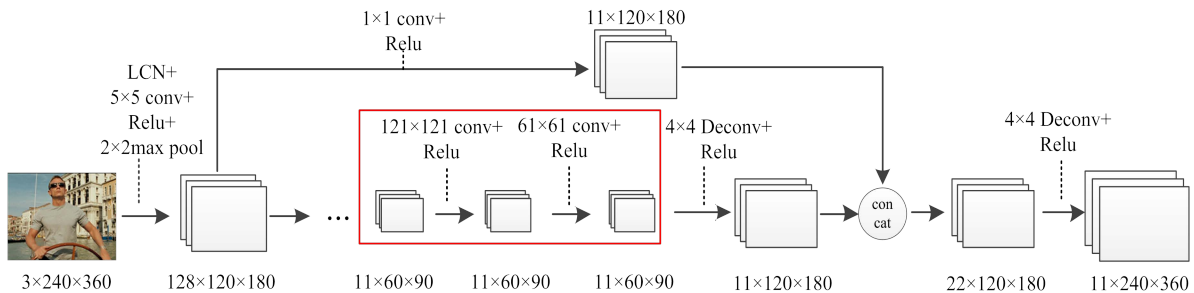 1×1 conv+
Relu
11×120×180
LCN+
5×5 conv+
Relu+
2×2max pool
121×121 conv+
Relu
61×61 conv+
Relu
4×4 Deconv+
Relu
4×4 Deconv+
Relu
...
con
cat
3×240×360
128×120×180
11×60×90
11×60×90
11×60×90
11×120×180
22×120×180
11×240×360